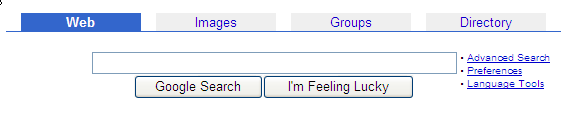 Web Images Groups Directory
• Advanced Search
• Preferences
• Language Tools
Google Search I'm Feeling Lucky